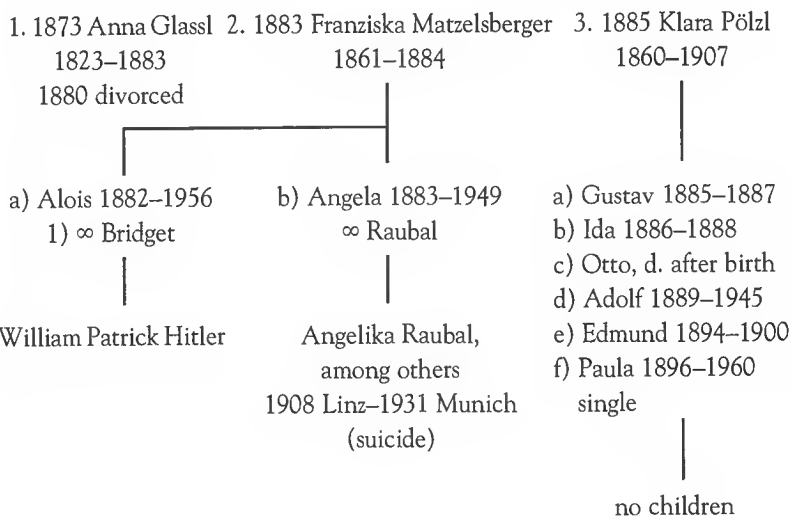 1. 1873 Anna Glassl 2. 1883 Franziska Matzelsberger 3. 1885 Klara Pölzl
1823–1883 1861–1884 1860–1907
1880 divorced
a) Alois 1882–1956 b) Angela 1883–1949 a) Gustav 1885–1887
1) ∞ Bridget ∞ Raubal b) Ida 1886–1888
c) Otto, d. after birth
d) Adolf 1889–1945
William Patrick Hitler Angelika Raubal, e) Edmund 1894–1900
among others f) Paula 1896–1960
1908 Linz–1931 Munich single
(suicide)
no children